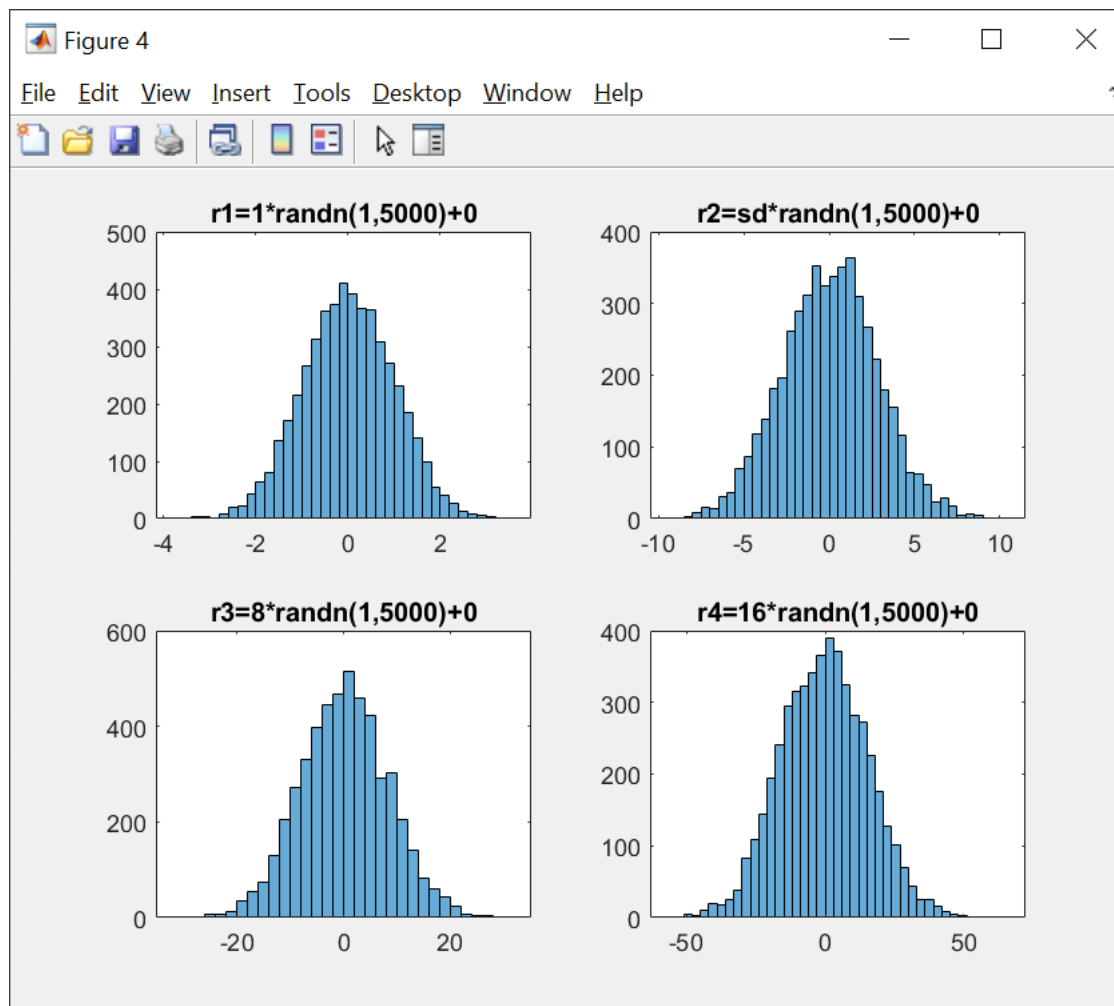 Figure 4
File Edit View Insert Tools Desktop Window Help
r1=1*randn(1,5000)+0
500
400
300
200
100
0
-4 -2 0 2
r2=sd*randn(1,5000)+0
400
300
200
100
0
-10 -5 0 5 10
r3=8*randn(1,5000)+0
600
400
200
0
-20 0 20
r4=16*randn(1,5000)+0
400
300
200
100
0
-50 0 50